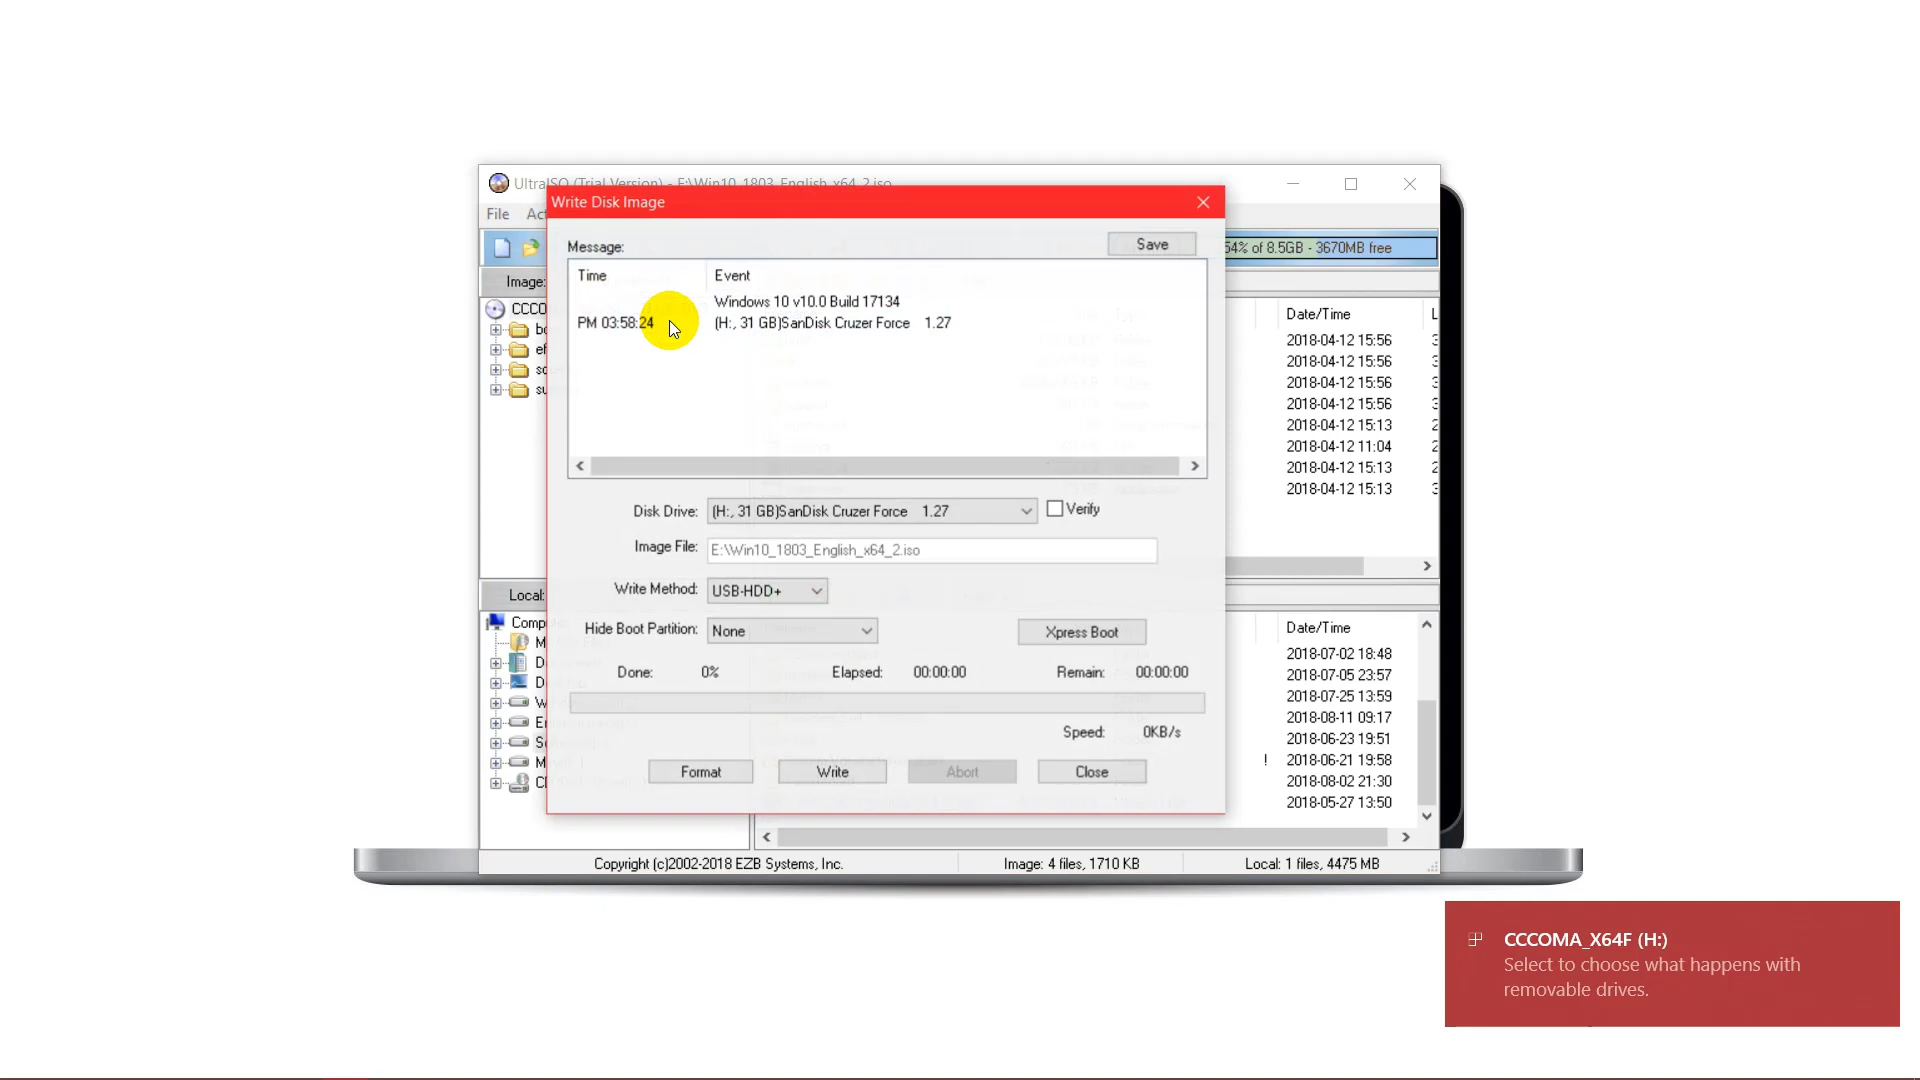 UltraISO (Trial Version) - E:\Win10_1803_English_x64_2.iso
File
Write Disk Image
Message:
Save
54% of 8.5GB - 3670MB free
Image:
Time
Event
Windows 10 v10.0 Build 17134
PM 03:58:24
(H:, 31 GB)SanDisk Cruzer Force 1.27
Date/Time
2018-04-12 15:56
2018-04-12 15:56
2018-04-12 15:56
2018-04-12 15:56
2018-04-12 15:13
2018-04-12 11:04
2018-04-12 15:13
2018-04-12 15:13
Disk Drive:
(H:, 31 GB)SanDisk Cruzer Force 1.27
Verify
Image File:
E:\Win10_1803_English_x64_2.iso
Write Method:
USB-HDD+
Local:
Hide Boot Partition:
None
Xpress Boot
Date/Time
2018-07-02 18:48
2018-07-05 23:57
2018-07-25 13:59
2018-08-11 09:17
2018-06-23 19:51
! 2018-06-21 19:58
2018-08-02 21:30
2018-05-27 13:50
Done: 0%
Elapsed: 00:00:00
Remain: 00:00:00
Speed: 0KB/s
Format
Write
Abort
Close
Copyright (c)2002-2018 EZB Systems, Inc.
Image: 4 files, 1710 KB
Local: 1 files, 4475 MB
CCCOMA_X64F (H:)
Select to choose what happens with
removable drives.